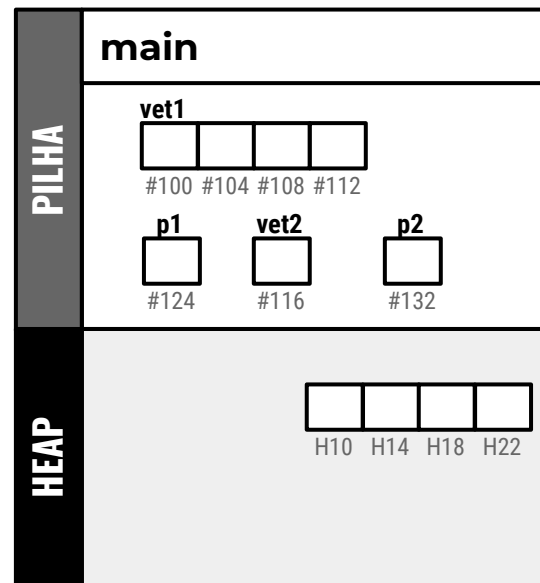 main
PILHA
vet1
#100 #104 #108 #112
p1 vet2 p2
#124 #116 #132
HEAP
H10 H14 H18 H22